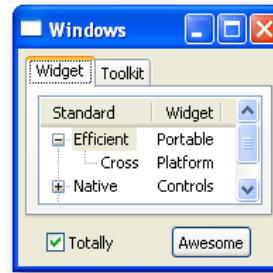 Windows
Widget Toolkit
Standard Widget
Efficient Portable
Cross Platform
Native Controls
Totally Awesome